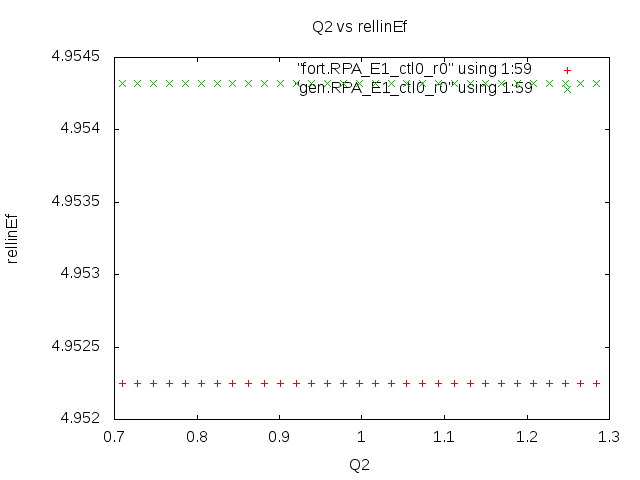 Q2 vs rellinEf
4.9545
"fort.RPA_E1_ctl0_r0" using 1:59
"gen.RPA_E1_ctl0_r0" using 1:59
4.954
4.9535
4.953
4.9525
4.952
rellinEf
0.7 0.8 0.9 1 1.1 1.2 1.3
Q2